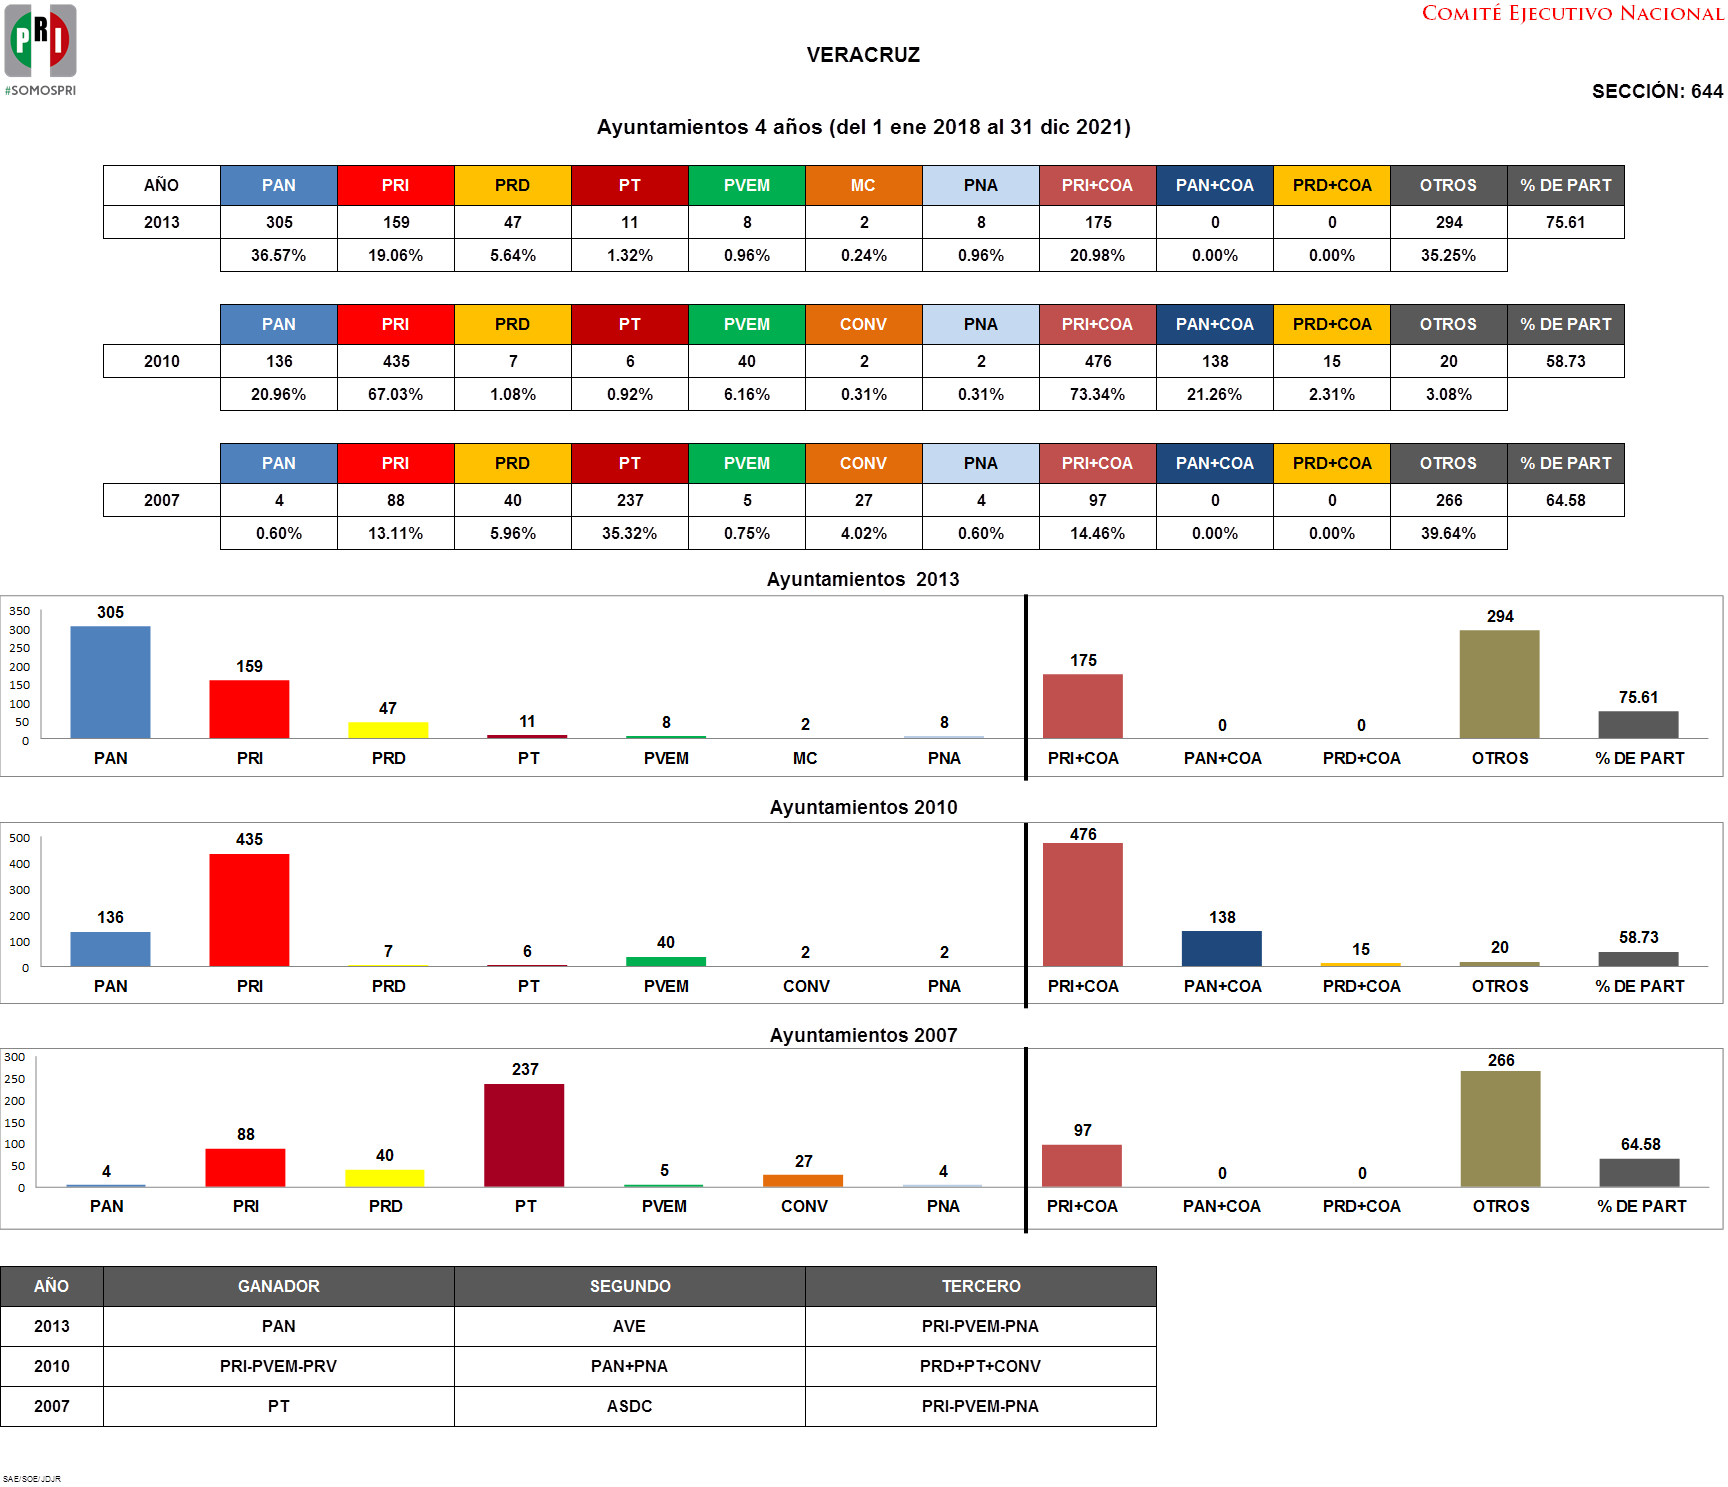 PRI
#SOMOSPRI
COMITÉ EJECUTIVO NACIONAL
VERACRUZ
SECCIÓN: 644
Ayuntamientos 4 años (del 1 ene 2018 al 31 dic 2021)
AÑO PAN PRI PRD PT PVEM MC PNA PRI+COA PAN+COA PRD+COA OTROS % DE PART
2013 305 159 47 11 8 2 8 175 0 0 294 75.61
36.57% 19.06% 5.64% 1.32% 0.96% 0.24% 0.96% 20.98% 0.00% 0.00% 35.25%
PAN PRI PRD PT PVEM CONV PNA PRI+COA PAN+COA PRD+COA OTROS % DE PART
2010 136 435 7 6 40 2 2 476 138 15 20 58.73
20.96% 67.03% 1.08% 0.92% 6.16% 0.31% 0.31% 73.34% 21.26% 2.31% 3.08%
PAN PRI PRD PT PVEM CONV PNA PRI+COA PAN+COA PRD+COA OTROS % DE PART
2007 4 88 40 237 5 27 4 97 0 0 266 64.58
0.60% 13.11% 5.96% 35.32% 0.75% 4.02% 0.60% 14.46% 0.00% 0.00% 39.64%
Ayuntamientos 2013
350
300
250
200
150
100
50
0
305 159 47 11 8 2 8 175 0 0 294 75.61
PAN PRI PRD PT PVEM MC PNA PRI+COA PAN+COA PRD+COA OTROS % DE PART
Ayuntamientos 2010
500
400
300
200
100
0
136 435 7 6 40 2 2 476 138 15 20 58.73
PAN PRI PRD PT PVEM CONV PNA PRI+COA PAN+COA PRD+COA OTROS % DE PART
Ayuntamientos 2007
300
250
200
150
100
50
0
4 88 40 237 5 27 4 97 0 0 266 64.58
PAN PRI PRD PT PVEM CONV PNA PRI+COA PAN+COA PRD+COA OTROS % DE PART
AÑO GANADOR SEGUNDO TERCERO
2013 PAN AVE PRI-PVEM-PNA
2010 PRI-PVEM-PRV PAN+PNA PRD+PT+CONV
2007 PT ASDC PRI-PVEM-PNA
SAE/SOE/JDJR